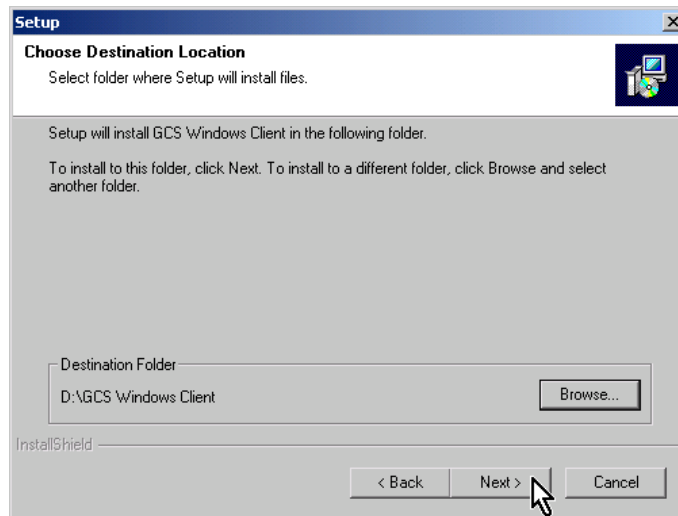 Setup
Choose Destination Location
Select folder where Setup will install files.
Setup will install GCS Windows Client in the following folder.
To install to this folder, click Next. To install to a different folder, click Browse and select
another folder.
Destination Folder
D:\GCS Windows Client
Browse...
InstallShield
< Back
Next >
Cancel